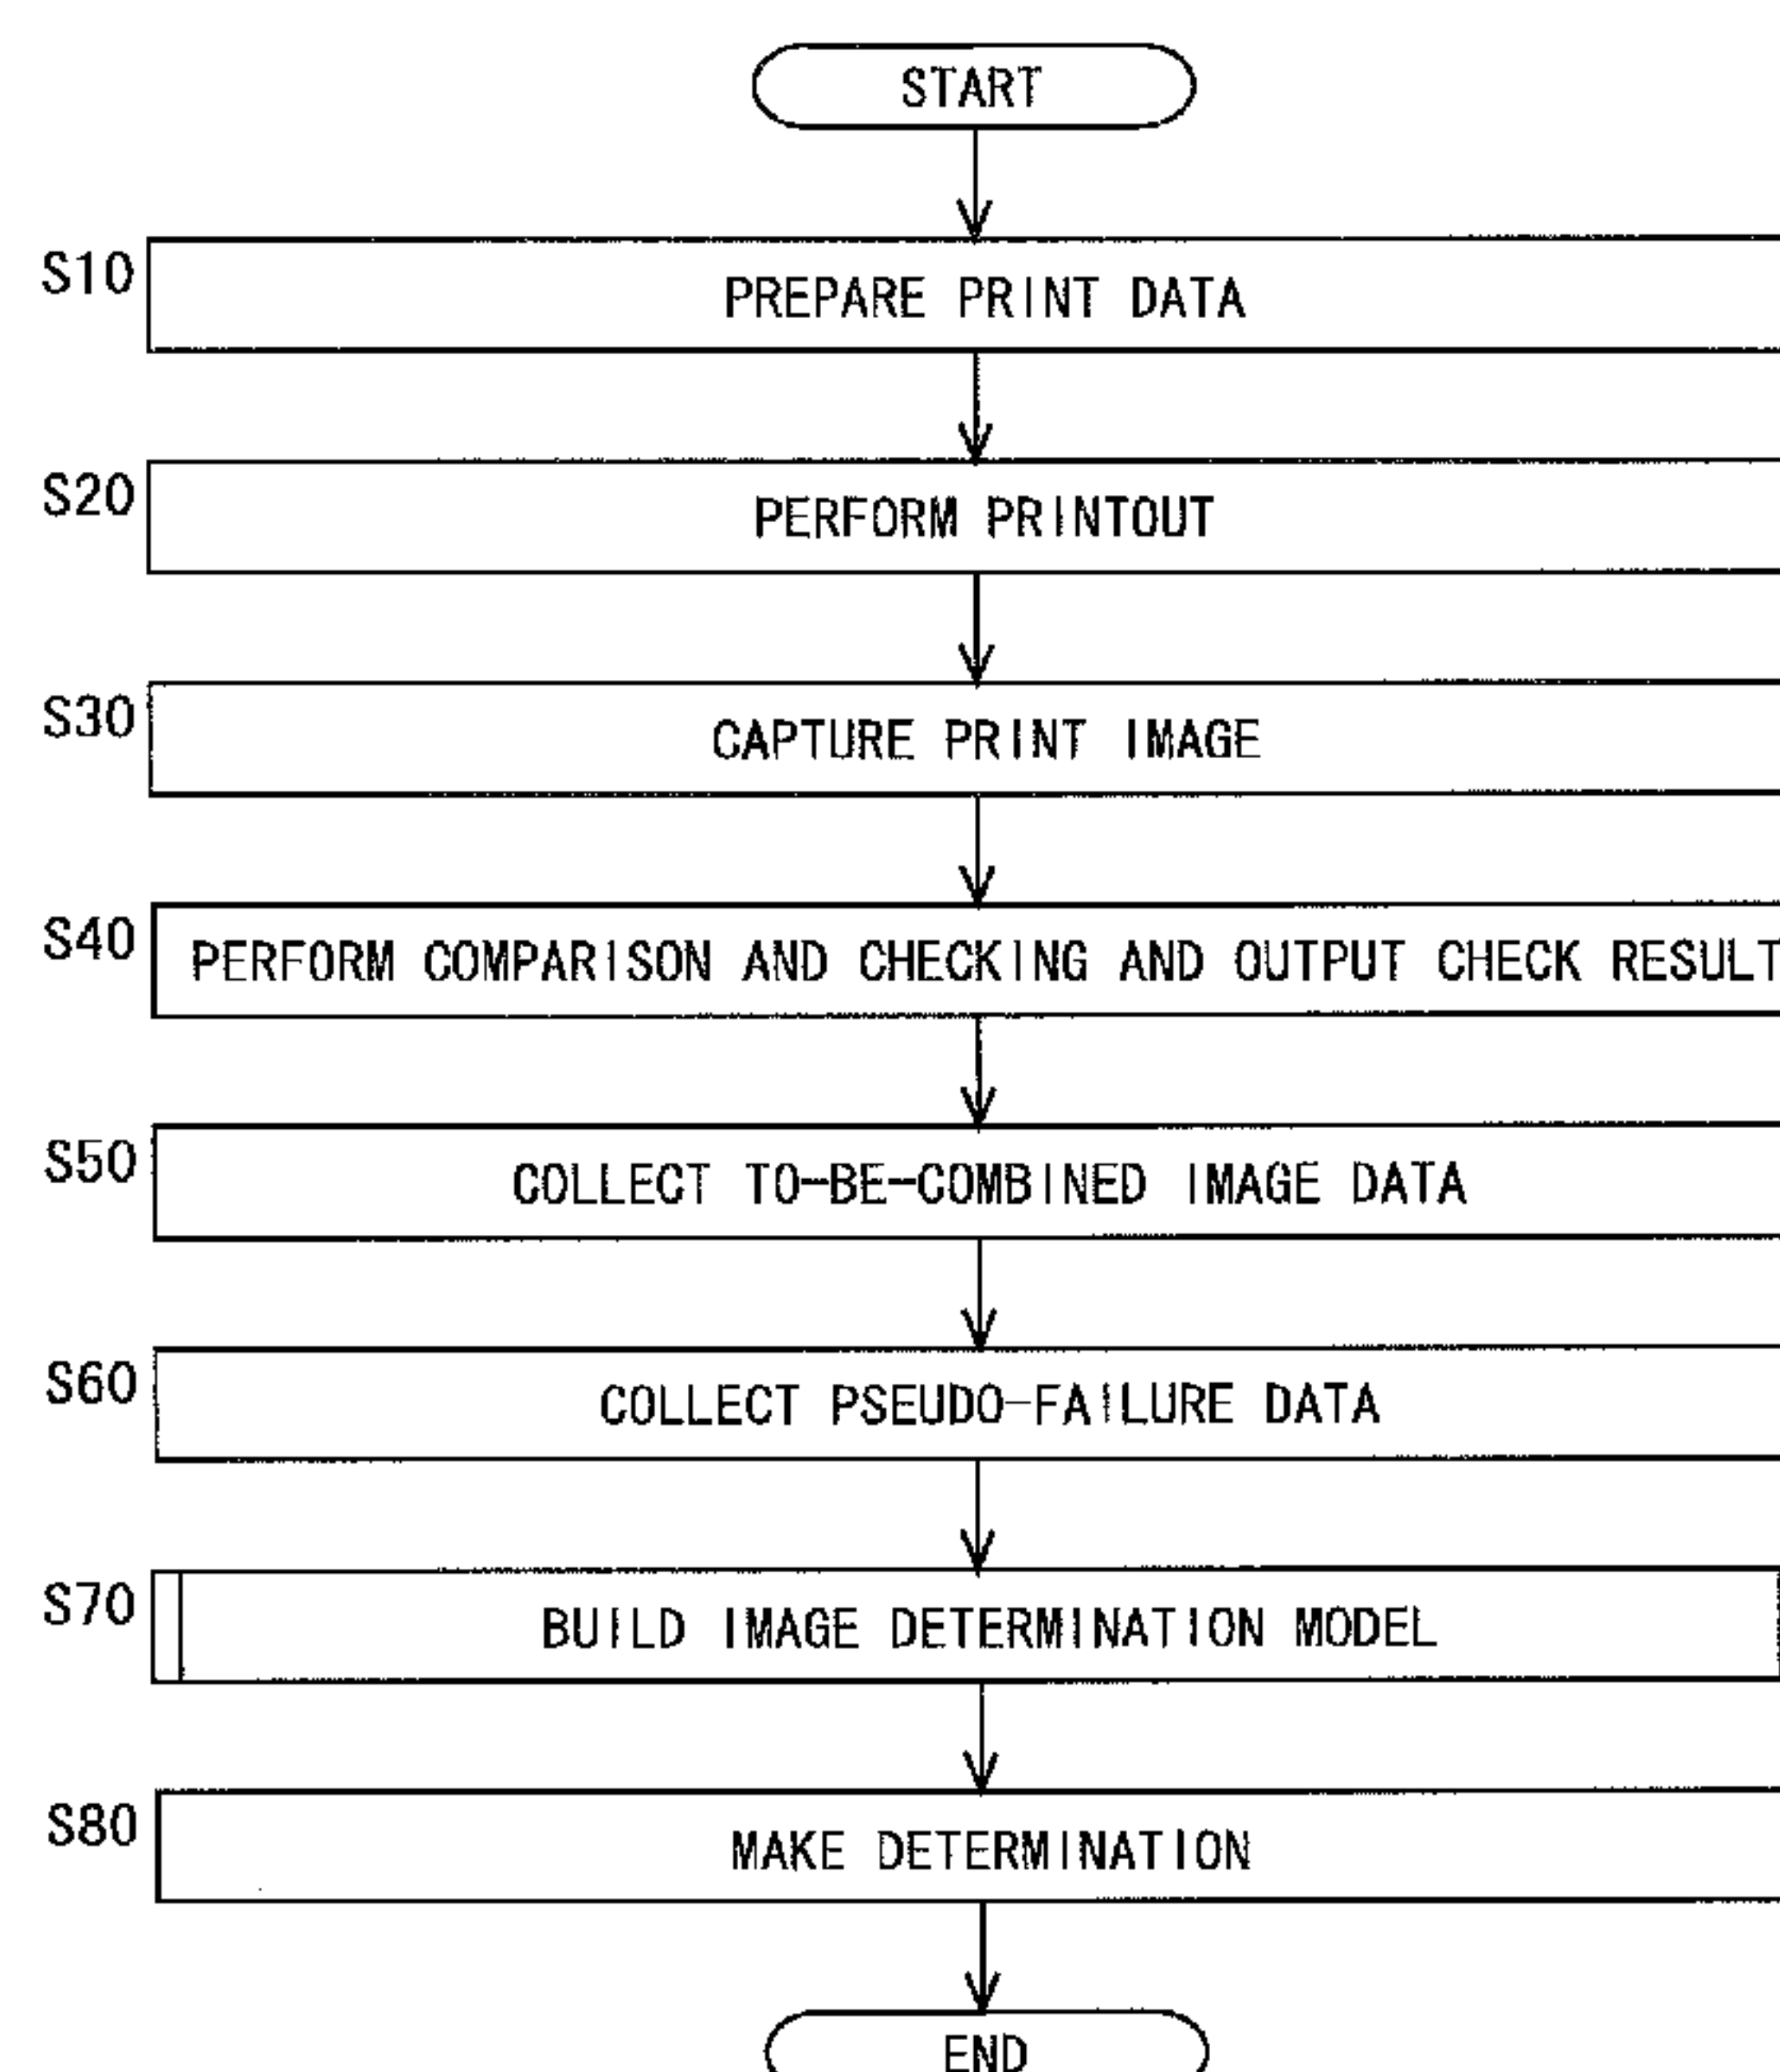 START
S10
PREPARE PRINT DATA
S20
PERFORM PRINTOUT
S30
CAPTURE PRINT IMAGE
S40
PERFORM COMPARISON AND CHECKING AND OUTPUT CHECK RESULT
S50
COLLECT TO-BE-COMBINED IMAGE DATA
S60
COLLECT PSEUDO-FAILURE DATA
S70
BUILD IMAGE DETERMINATION MODEL
S80
MAKE DETERMINATION
END